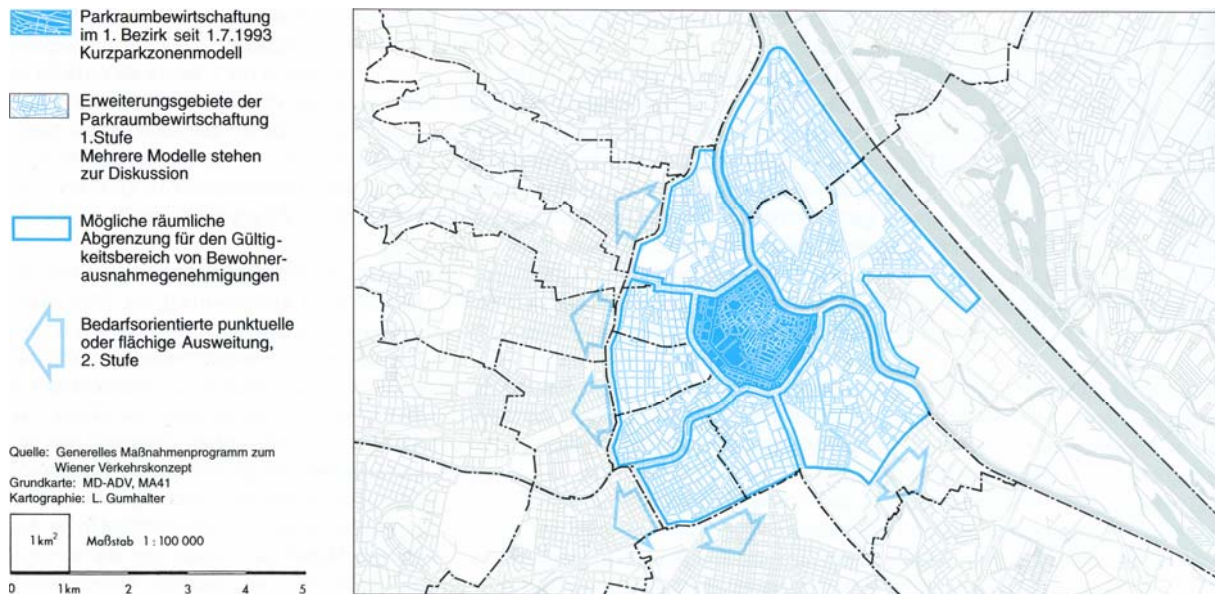 Parkraumbewirtschaftung
im 1. Bezirk seit 1.7.1993
Kurzparkzonenmodell
Erweiterungsgebiete der
Parkraumbewirtschaftung
1.Stufe
Mehrere Modelle stehen
zur Diskussion
Mögliche räumliche
Abgrenzung für den Gültig-
keitsbereich von Bewohner-
ausnahmegenehmigungen
Bedarfsorientierte punktuelle
oder flächige Ausweitung,
2. Stufe
Quelle: Generelles Maßnahmenprogramm zum
Wiener Verkehrskonzept
Grundkarte: MD-ADV, MA41
Kartographie: L. Gumhalter
1 km² Maßstab 1 : 100 000
0 1km 2 3 4 5